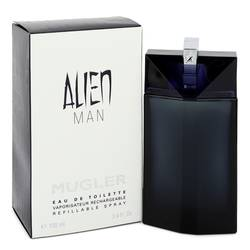 ALIEN
MAN
MUGLER
EAU DE TOILETTE
VAPORISATEUR RECHARGEABLE
REFILLABLE SPRAY